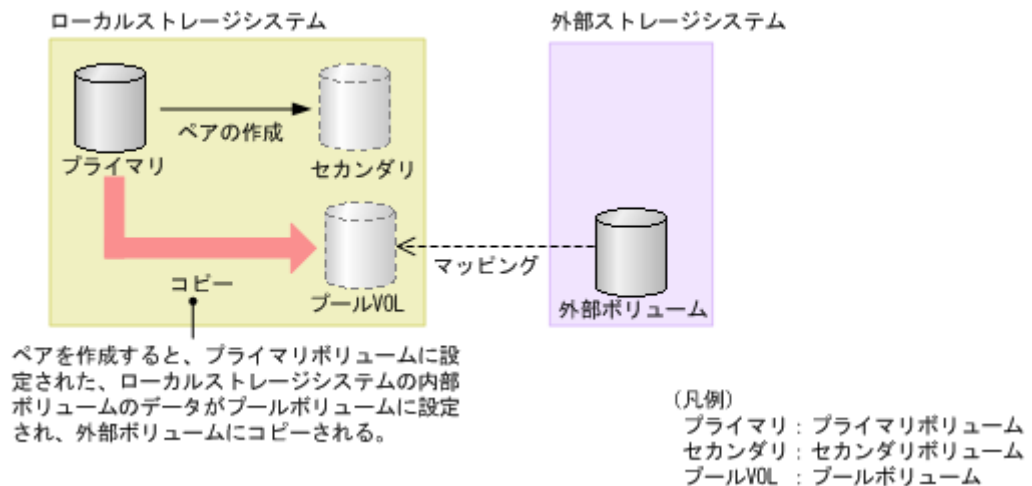 ローカルストレージシステム
外部ストレージシステム
ペアの作成
プライマリ
セカンダリ
マッピング
コピー
プールVOL
外部ボリューム
ペアを作成すると、プライマリボリュームに設
定された、ローカルストレージシステムの内部
ボリュームのデータがプールボリュームに設定
され、外部ボリュームにコピーされる。
(凡例)
プライマリ : プライマリボリューム
セカンダリ : セカンダリボリューム
プールVOL : プールボリューム